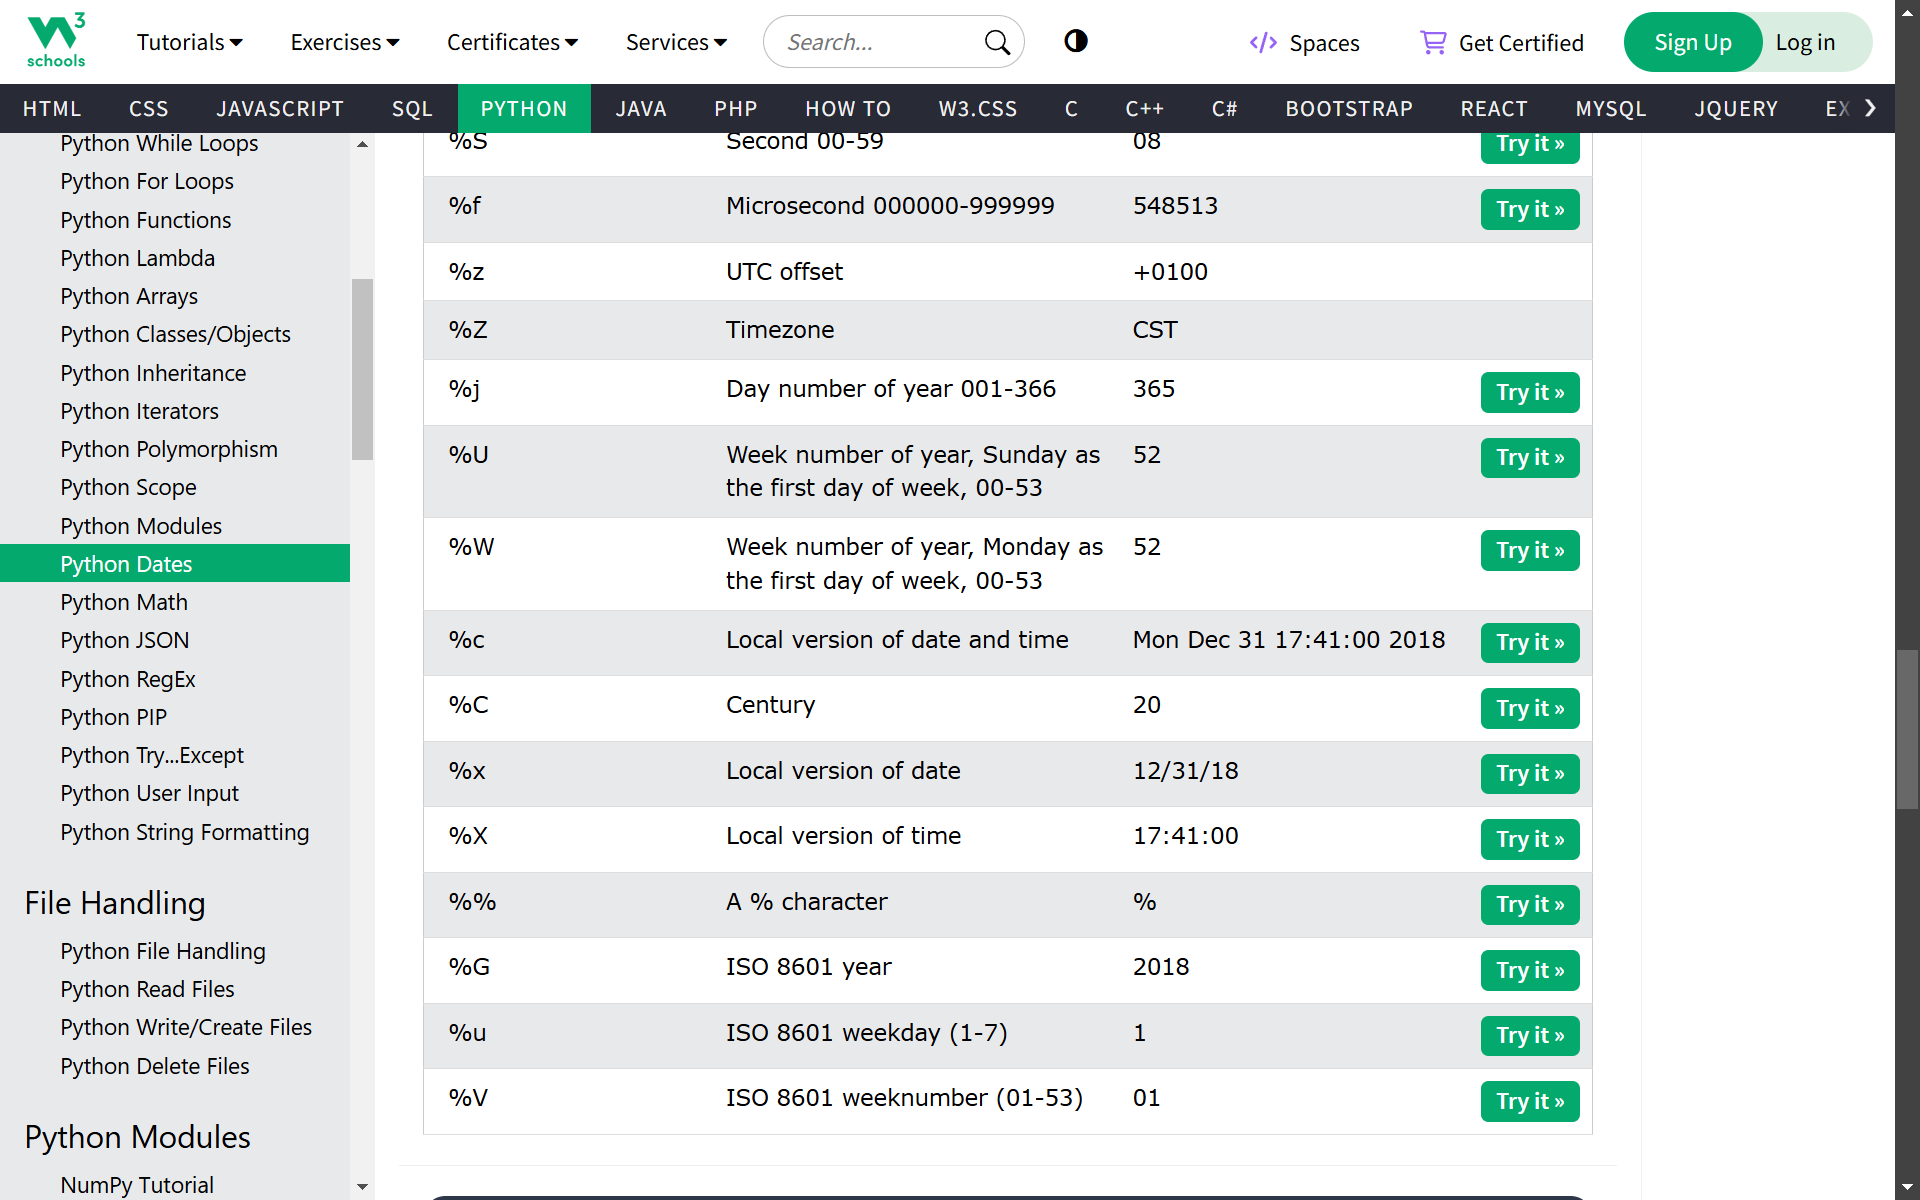 W3 schools
Tutorials Exercises Certificates Services Search... Spaces Get Certified Sign Up Log in
HTML CSS JAVASCRIPT SQL PYTHON JAVA PHP HOW TO W3.CSS C C++ C# BOOTSTRAP REACT MYSQL JQUERY EX
Python While Loops
Python For Loops
Python Functions
Python Lambda
Python Arrays
Python Classes/Objects
Python Inheritance
Python Iterators
Python Polymorphism
Python Scope
Python Modules
Python Dates
Python Math
Python JSON
Python RegEx
Python PIP
Python Try...Except
Python User Input
Python String Formatting
File Handling
Python File Handling
Python Read Files
Python Write/Create Files
Python Delete Files
Python Modules
NumPy Tutorial
%S Second 00-59 08 Try it »
%f Microsecond 000000-999999 548513 Try it »
%z UTC offset +0100
%Z Timezone CST
%j Day number of year 001-366 365 Try it »
%U Week number of year, Sunday as 52 Try it »
the first day of week, 00-53
%W Week number of year, Monday as 52 Try it »
the first day of week, 00-53
%c Local version of date and time Mon Dec 31 17:41:00 2018 Try it »
%C Century 20 Try it »
%x Local version of date 12/31/18 Try it »
%X Local version of time 17:41:00 Try it »
%% A % character % Try it »
%G ISO 8601 year 2018 Try it »
%u ISO 8601 weekday (1-7) 1 Try it »
%V ISO 8601 weeknumber (01-53) 01 Try it »